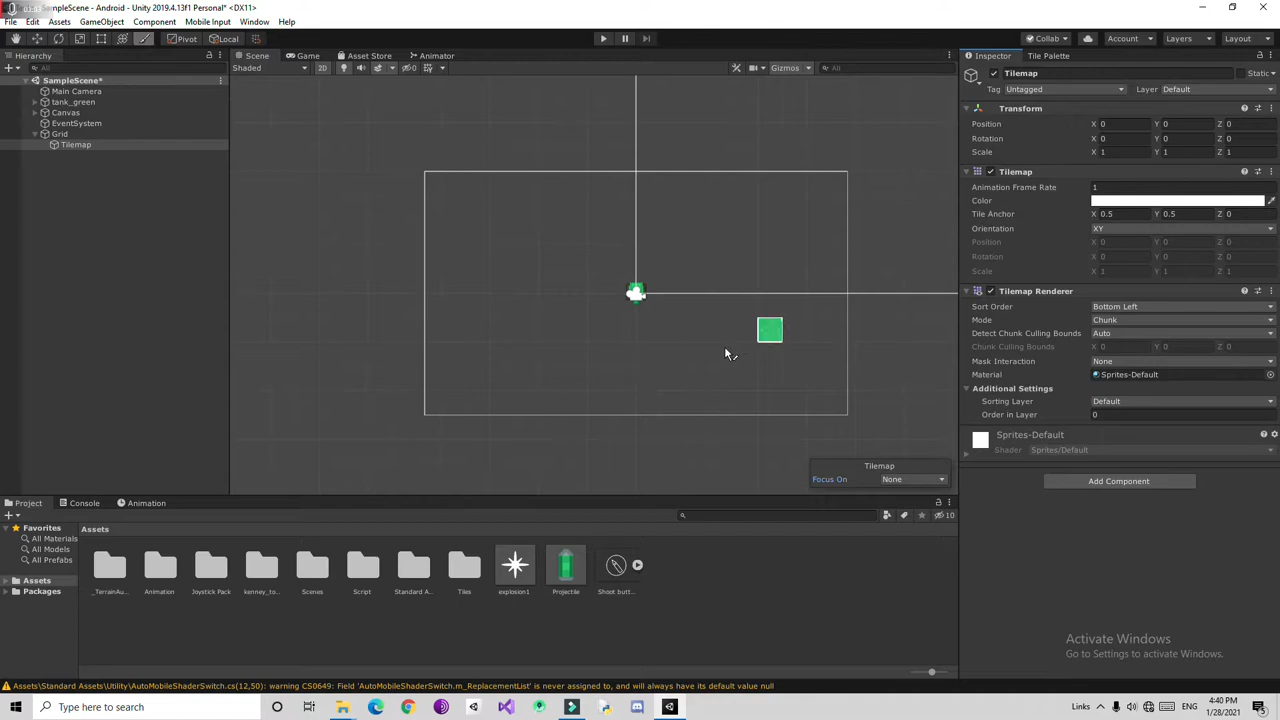 SampleScene - Android - Unity 2019.4.13f1 Personal* <DX11>
File Edit Assets GameObject Component Mobile Input Window Help
Pivot Local Collab Account Layers Layout
Hierarchy Scene Game Asset Store Animator Inspector Tile Palette
All Shaded 2D 0 Gizmos All
Tilemap Static
SampleScene*
Main Camera
tank_green
Canvas
EventSystem
Grid
Tilemap
Tag Untagged Layer Default
Transform
Position X 0 Y 0 Z 0
Rotation X 0 Y 0 Z 0
Scale X 1 Y 1 Z 1
Tilemap
Animation Frame Rate 1
Color
Tile Anchor X 0.5 Y 0.5 Z 0
Orientation XY
Position X 0 Y 0 Z 0
Rotation X 0 Y 0 Z 0
Scale X 1 Y 1 Z 1
Tilemap Renderer
Sort Order Bottom Left
Mode Chunk
Detect Chunk Culling Bounds Auto
Chunk Culling Bounds X 0 Y 0 Z 0
Mask Interaction None
Material Sprites-Default
Additional Settings
Sorting Layer Default
Order in Layer 0
Sprites-Default
Shader Sprites/Default
Add Component
Tilemap
Focus On None
Project Console Animation
10
Favorites
All Materials
All Models
All Prefabs
Assets
Packages
Assets
_TerrainAu... Animation Joystick Pack kenney_to... Scenes Script Standard A... Tiles explosion1 Projectile Shoot butt...
Activate Windows
Go to Settings to activate Windows.
Assets\Standard Assets\Utility\AutoMobileShaderSwitch.cs(12,50): warning CS0649: Field 'AutoMobileShaderSwitch.m_ReplacementList' is never assigned to, and will always have its default value null
Type here to search
Links
4:40 PM
1/28/2021